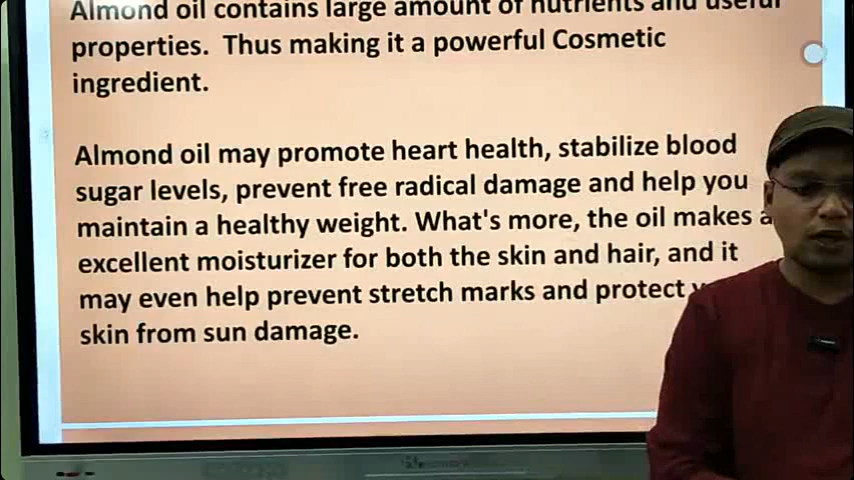 Almond oil contains large amount of nutrients and useful
properties. Thus making it a powerful Cosmetic
ingredient.
Almond oil may promote heart health, stabilize blood
sugar levels, prevent free radical damage and help you
maintain a healthy weight. What's more, the oil makes a
excellent moisturizer for both the skin and hair, and it
may even help prevent stretch marks and protect
skin from sun damage.